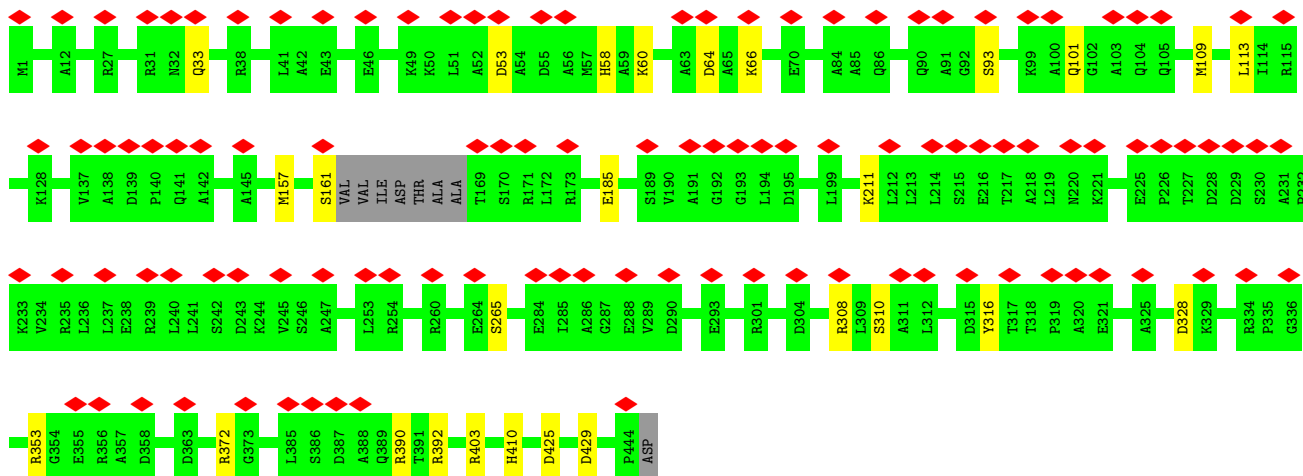 M1 A12 R27 R31 N32 Q33 R38 L41 A42 E43 E46 K49 K50 L51 A52 D53 A54 D55 A56 M57 H58 A59 K60 A63 D64 A65 K66 E70 A84 A85 Q86 Q90 A91 G92 S93 K99 A100 Q101 G102 A103 Q104 Q105 M109 L113 I114 R115
K128 V137 A138 D139 P140 Q141 A142 A145 M157 S161 VAL VAL ILE ASP THR ALA ALA T169 S170 R171 L172 R173 E185 S189 V190 A191 G192 G193 L194 D195 L199 K211 L212 L213 L214 S215 E216 T217 A218 L219 N220 K221 E225 P226 T227 D228 D229 S230 A231
K233 V234 R235 L236 L237 E238 R239 L240 L241 S242 D243 K244 V245 S246 A247 L253 R254 R260 E264 S265 E284 I285 A286 G287 E288 V289 D290 E293 R301 D304 R308 L309 S310 A311 L312 D315 Y316 T317 T318 P319 A320 E321 A325 D328 K329 R334 P335 G336
R353 G354 E355 R356 A357 D358 D363 R372 G373 L385 S386 D387 A388 Q389 R390 T391 R392 R403 H410 D425 D429 P444 ASP